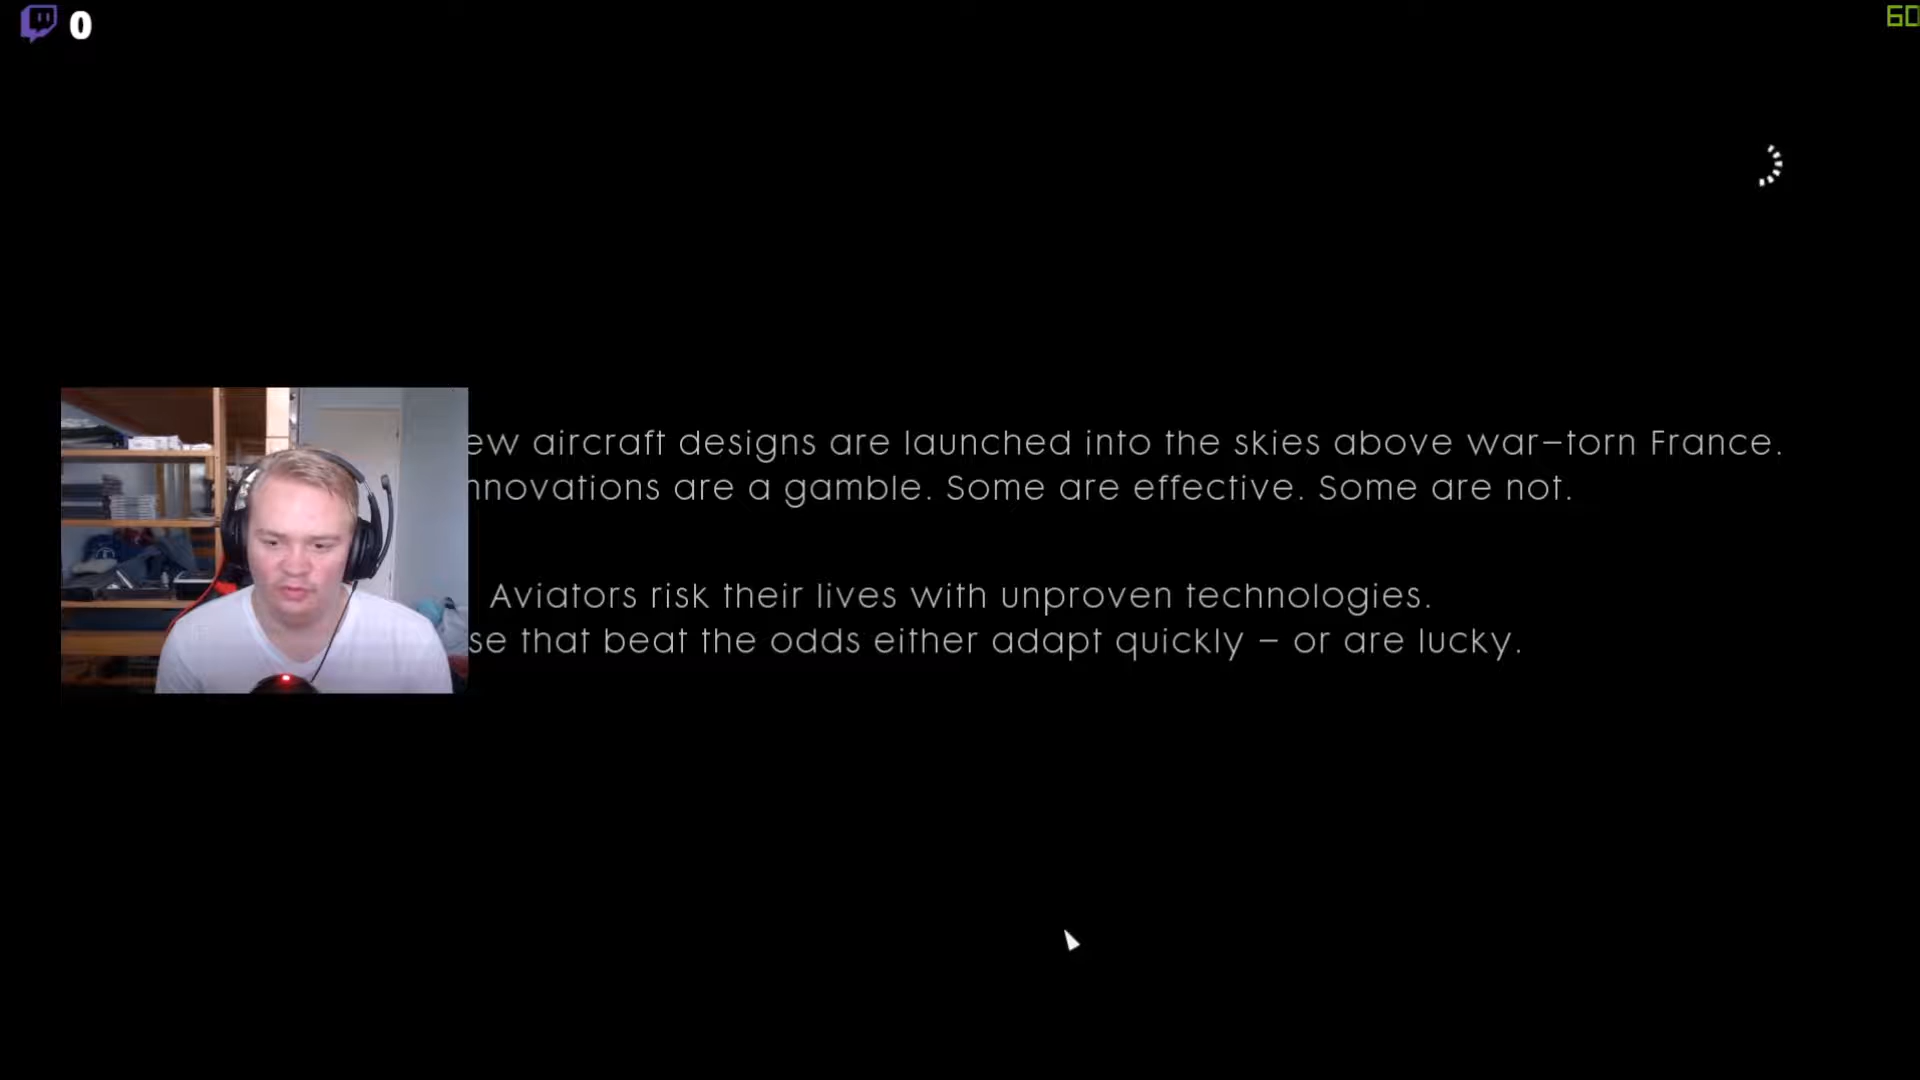 0
60
ew aircraft designs are launched into the skies above war-torn France.
nnovations are a gamble. Some are effective. Some are not.
Aviators risk their lives with unproven technologies.
se that beat the odds either adapt quickly - or are lucky.